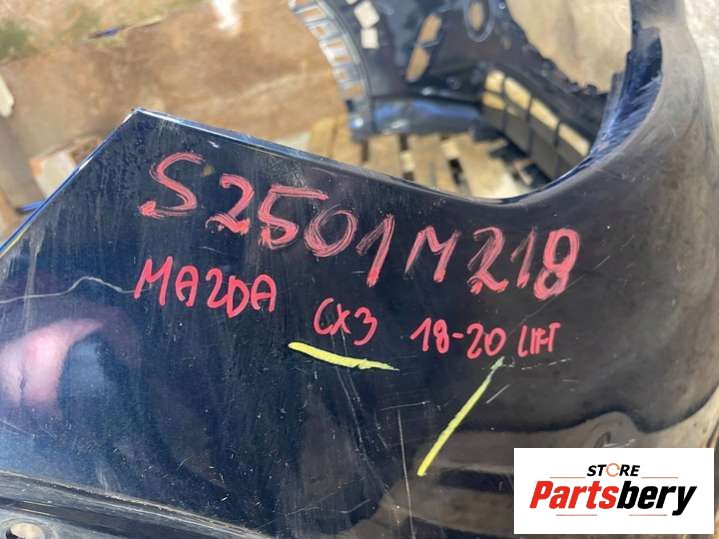 S2501M218
MAZDA CX3 18-20 LIFT
STORE
Partsbery